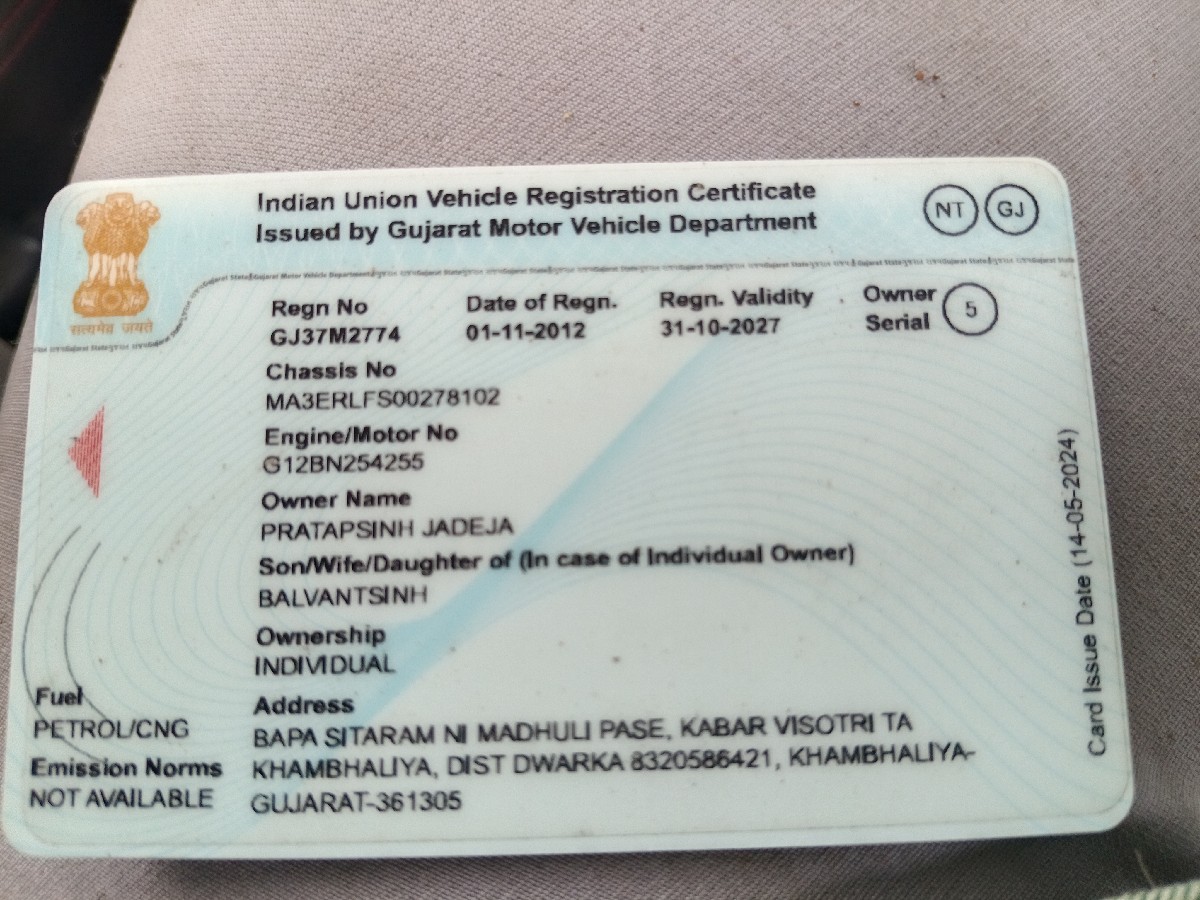 Indian Union Vehicle Registration Certificate
Issued by Gujarat Motor Vehicle Department
NT GJ
सत्यमेव जयते
Regn No Date of Regn. Regn. Validity Owner Serial 5
GJ37M2774 01-11-2012 31-10-2027
Chassis No
MA3ERLFS00278102
Engine/Motor No
G12BN254255
Owner Name
PRATAPSINH JADEJA
Son/Wife/Daughter of (In case of Individual Owner)
BALVANTSINH
Ownership
INDIVIDUAL
Fuel
PETROL/CNG
Emission Norms
NOT AVAILABLE
Address
BAPA SITARAM NI MADHULI PASE, KABAR VISOTRI TA
KHAMBHALIYA, DIST DWARKA 8320586421, KHAMBHALIYA-
GUJARAT-361305
Card Issue Date (14-05-2024)